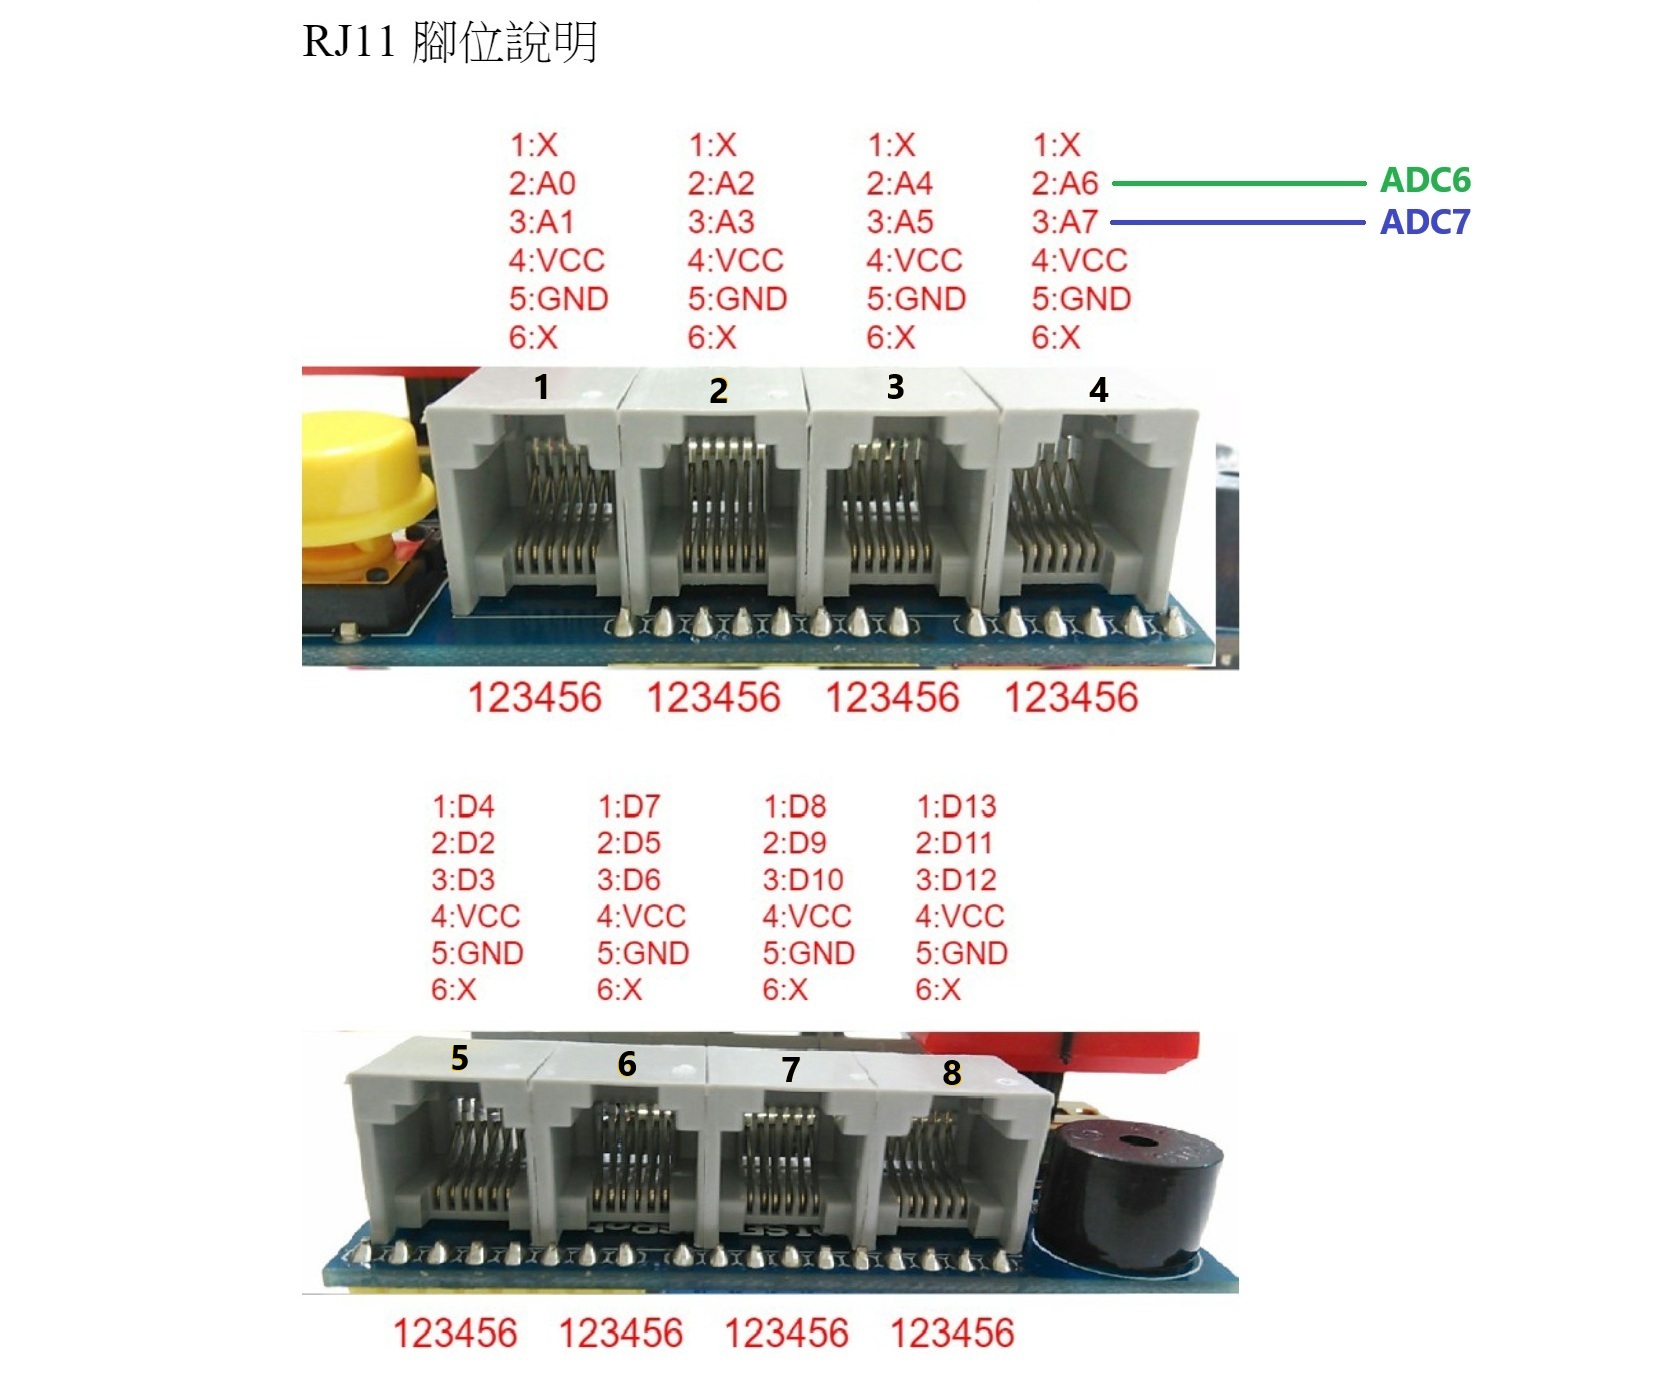 RJ11 腳位說明
1:X 1:X 1:X 1:X
2:A0 2:A2 2:A4 2:A6 ADC6
3:A1 3:A3 3:A5 3:A7 ADC7
4:VCC 4:VCC 4:VCC 4:VCC
5:GND 5:GND 5:GND 5:GND
6:X 6:X 6:X 6:X
1 2 3 4
123456 123456 123456 123456
1:D4 1:D7 1:D8 1:D13
2:D2 2:D5 2:D9 2:D11
3:D3 3:D6 3:D10 3:D12
4:VCC 4:VCC 4:VCC 4:VCC
5:GND 5:GND 5:GND 5:GND
6:X 6:X 6:X 6:X
5 6 7 8
123456 123456 123456 123456